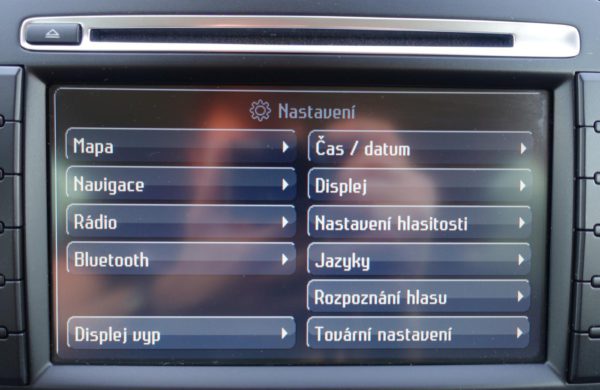 Nastavení
Mapa
Navigace
Rádio
Bluetooth
Displej vyp
Čas / datum
Displej
Nastavení hlasitosti
Jazyky
Rozpoznání hlasu
Tovární nastavení